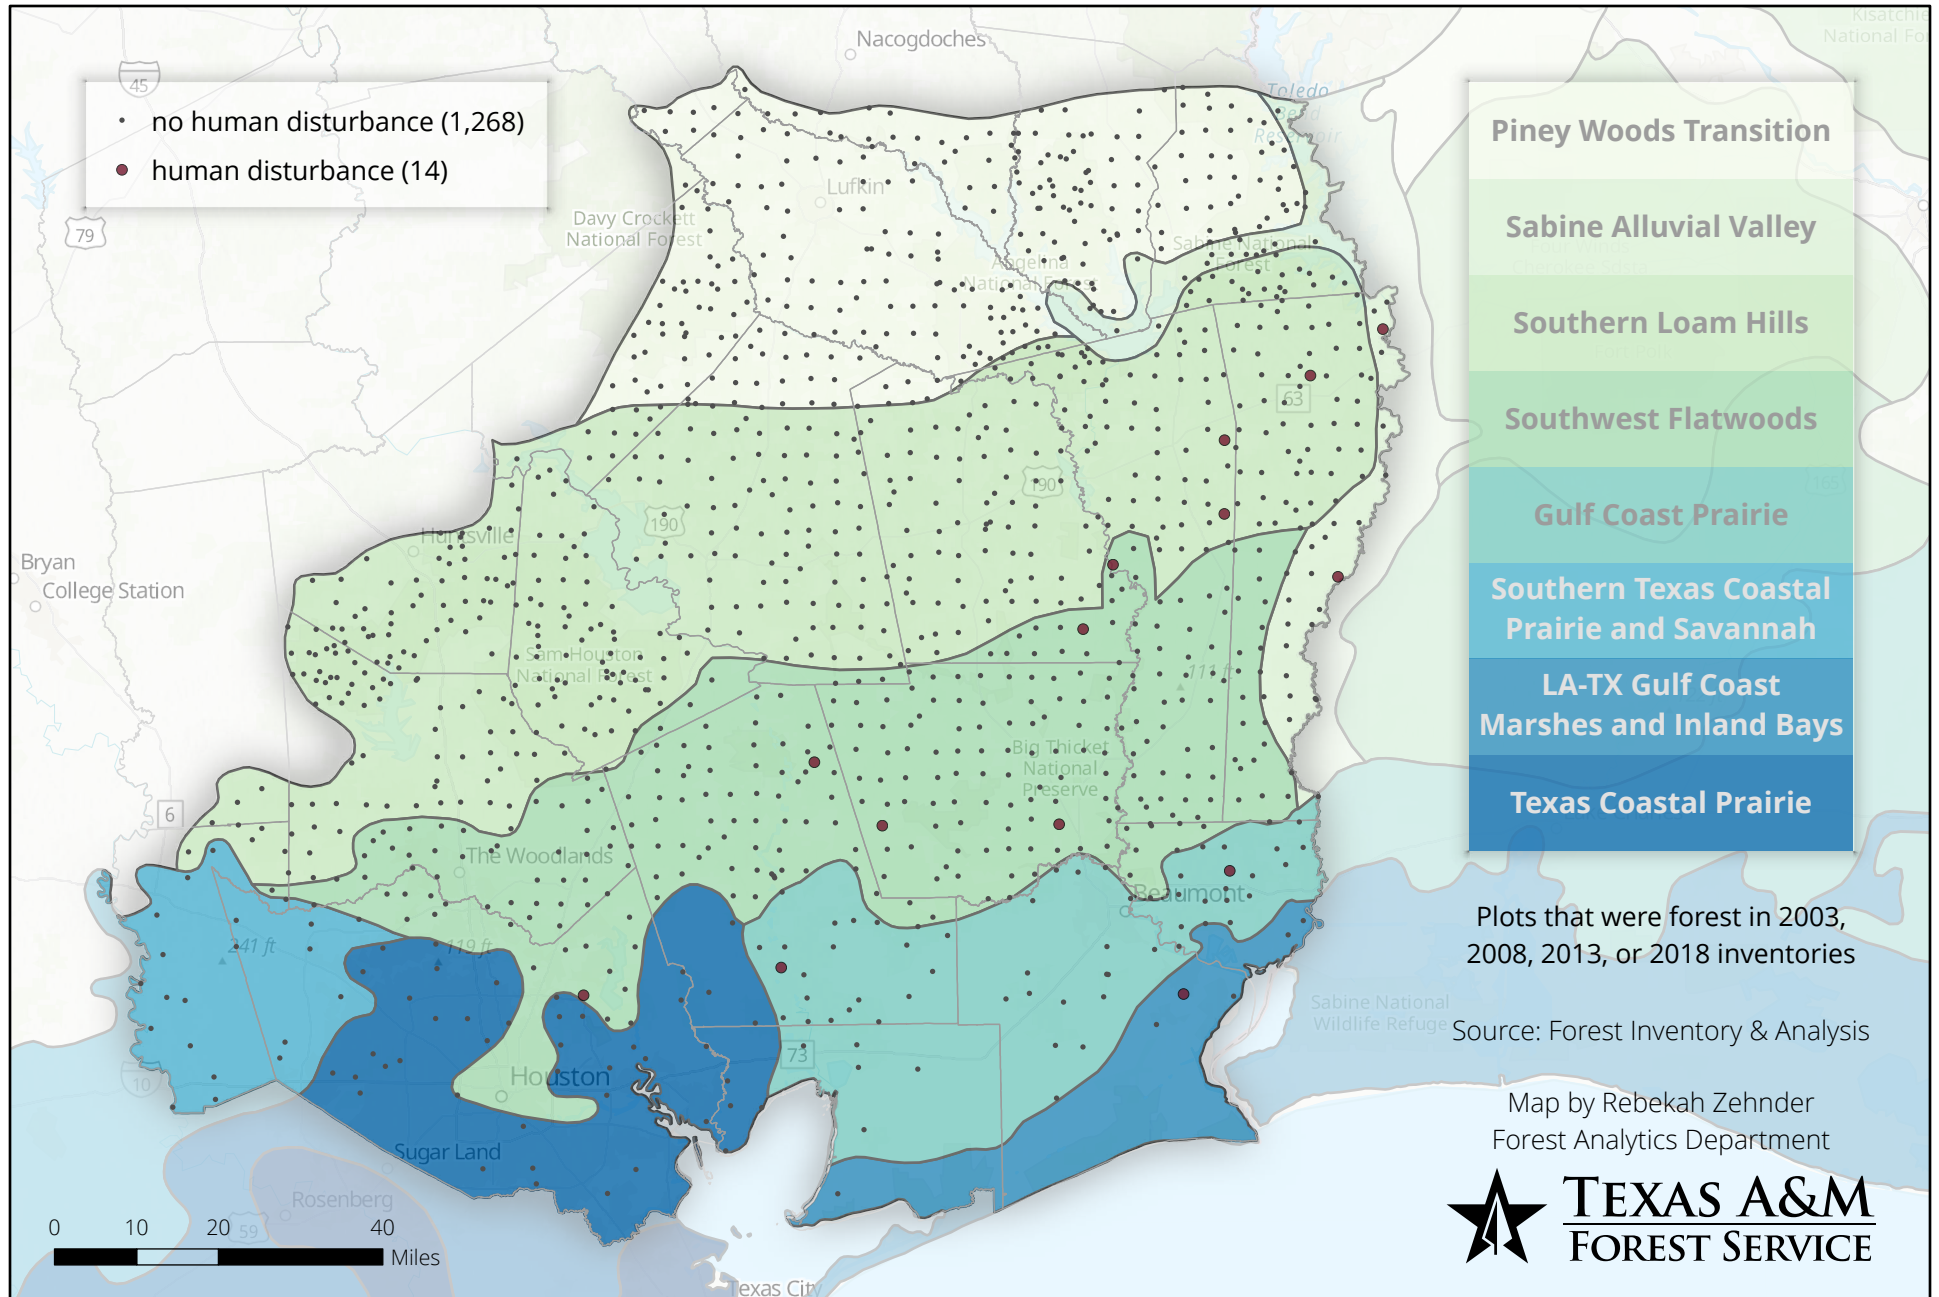 Nacogdoches
Kisatchie
National For
45
no human disturbance (1,268)
human disturbance (14)
Toledo
Bend
Reservoir
Piney Woods Transition
Lufkin
Davy Crockett
National Forest
79
Sabine Alluvial Valley
Sabine National
Forest
Angelina
National Forest
Southern Loam Hills
63
Southwest Flatwoods
190
190
165
Gulf Coast Prairie
Huntsville
Bryan
College Station
Southern Texas Coastal
Prairie and Savannah
Sam Houston
National Forest
111 ft
LA-TX Gulf Coast
Marshes and Inland Bays
Big Thicket
National
Preserve
6
Texas Coastal Prairie
The Woodlands
Beaumont
241 ft
119 ft
Plots that were forest in 2003,
2008, 2013, or 2018 inventories
Sabine National
Wildlife Refuge
Source: Forest Inventory & Analysis
73
10
Houston
Map by Rebekah Zehnder
Forest Analytics Department
Sugar Land
Rosenberg
59
0 10 20 40
Miles
Texas City
TEXAS A&M
FOREST SERVICE